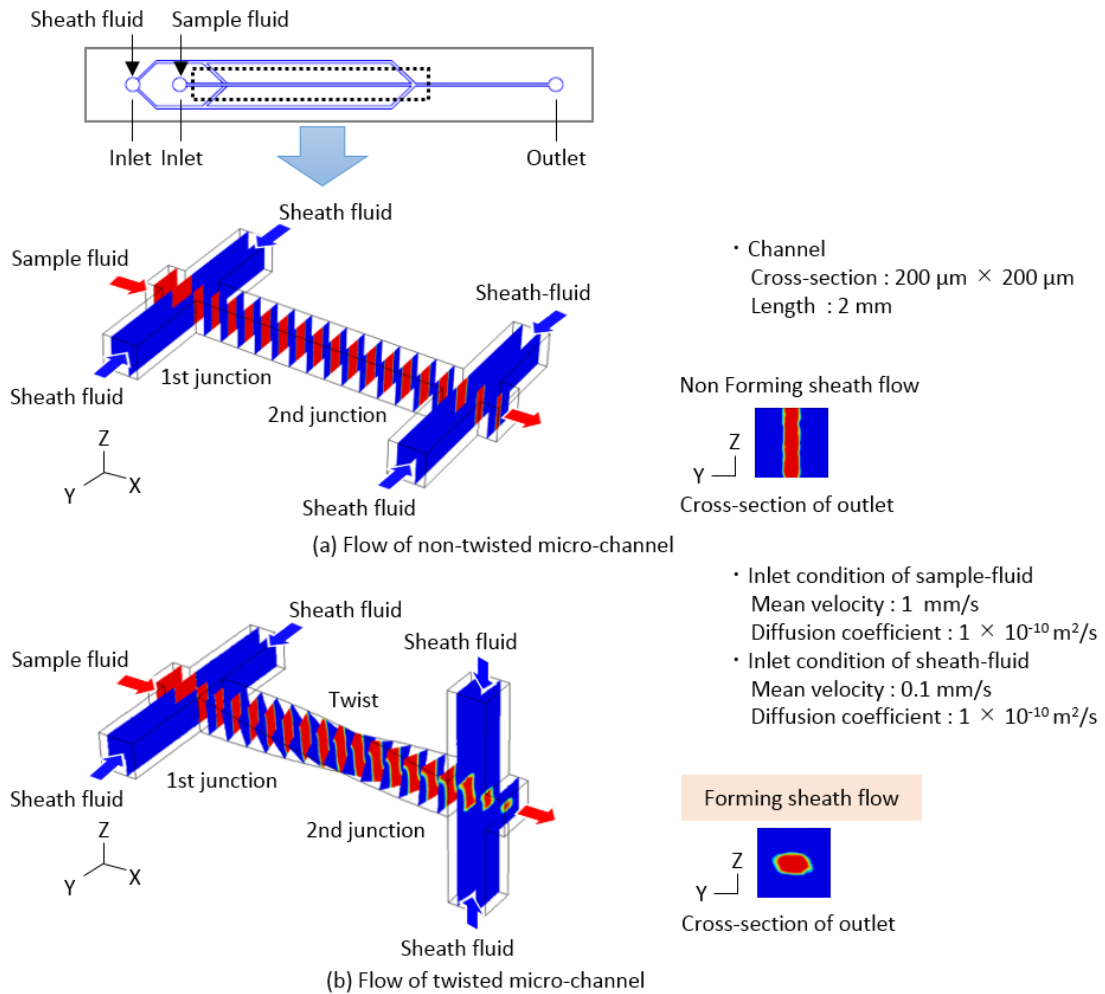 Sheath fluid
Sample fluid
Inlet
Inlet
Outlet
Sheath fluid
Sample fluid
Sheath-fluid
1st junction
Sheath fluid
2nd junction
Z
Y
X
Sheath fluid
・Channel
Cross-section : 200 μm × 200 μm
Length : 2 mm
Non Forming sheath flow
Z
Y
Cross-section of outlet
(a) Flow of non-twisted micro-channel
・Inlet condition of sample-fluid
Mean velocity : 1 mm/s
Diffusion coefficient : 1 × 10⁻¹⁰ m²/s
・Inlet condition of sheath-fluid
Mean velocity : 0.1 mm/s
Diffusion coefficient : 1 × 10⁻¹⁰ m²/s
Sheath fluid
Sheath fluid
Sample fluid
Twist
1st junction
Sheath fluid
2nd junction
Z
Y
X
Sheath fluid
Forming sheath flow
Z
Y
Cross-section of outlet
(b) Flow of twisted micro-channel